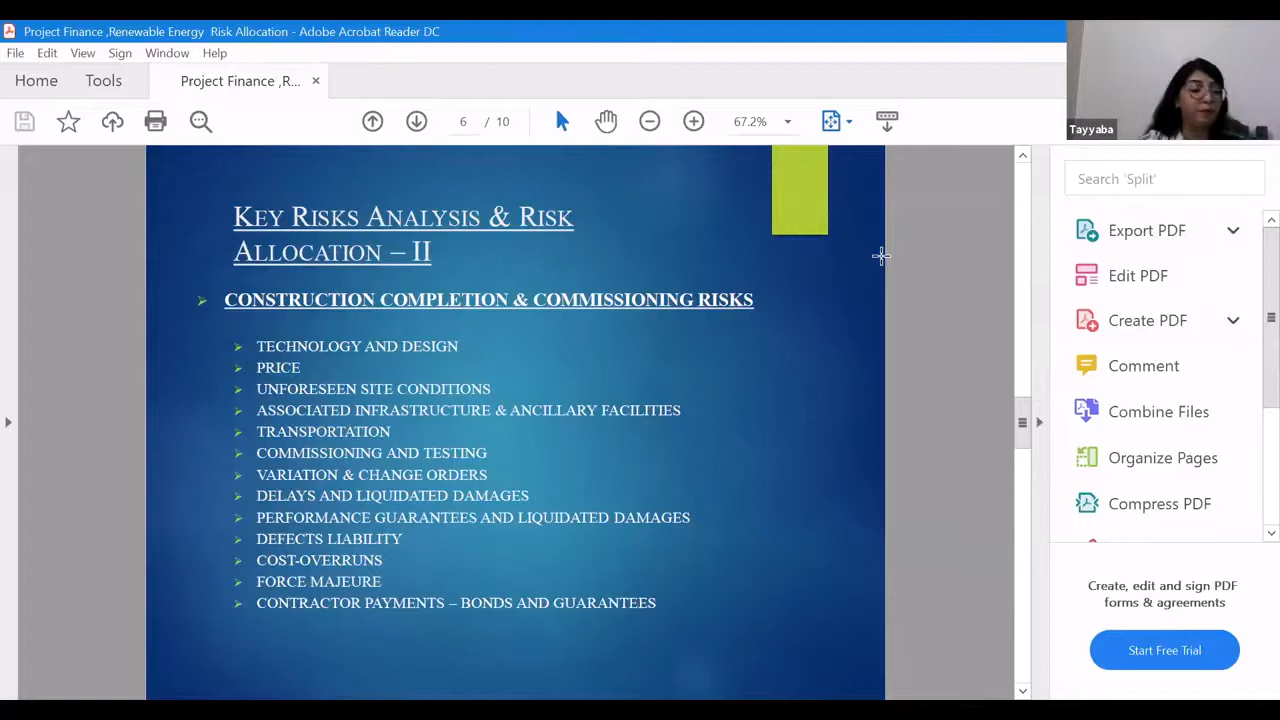 Project Finance ,Renewable Energy Risk Allocation - Adobe Acrobat Reader DC
File Edit View Sign Window Help
Home Tools Project Finance ,R... ×
6 / 10 67.2%
Tayyaba
KEY RISKS ANALYSIS & RISK
ALLOCATION – II
CONSTRUCTION COMPLETION & COMMISSIONING RISKS
TECHNOLOGY AND DESIGN
PRICE
UNFORESEEN SITE CONDITIONS
ASSOCIATED INFRASTRUCTURE & ANCILLARY FACILITIES
TRANSPORTATION
COMMISSIONING AND TESTING
VARIATION & CHANGE ORDERS
DELAYS AND LIQUIDATED DAMAGES
PERFORMANCE GUARANTEES AND LIQUIDATED DAMAGES
DEFECTS LIABILITY
COST-OVERRUNS
FORCE MAJEURE
CONTRACTOR PAYMENTS – BONDS AND GUARANTEES
Search 'Split'
Export PDF
Edit PDF
Create PDF
Comment
Combine Files
Organize Pages
Compress PDF
Create, edit and sign PDF
forms & agreements
Start Free Trial